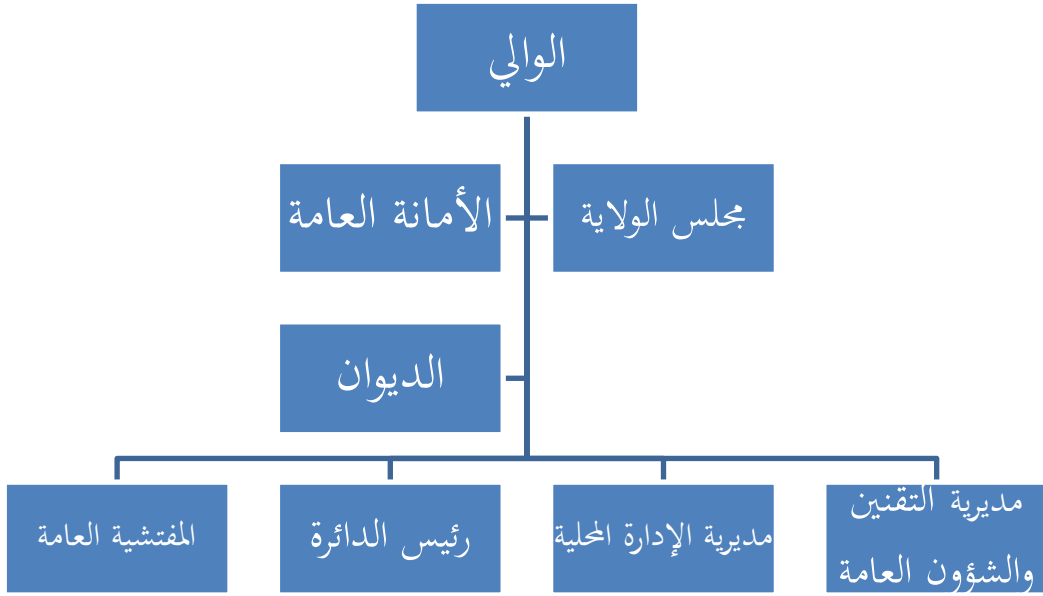 الوالي
مجلس الولاية
الأمانة العامة
الديوان
مديرية التقنين
والشؤون العامة
مديرية الإدارة المحلية
رئيس الدائرة
المفتشية العامة